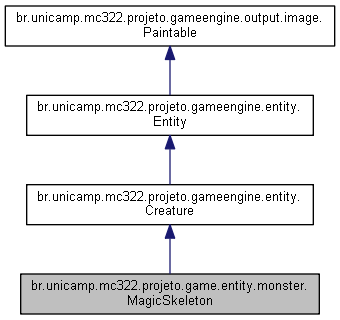 br.unicamp.mc322.projeto.gameengine.output.image.
Paintable
br.unicamp.mc322.projeto.gameengine.entity.
Entity
br.unicamp.mc322.projeto.gameengine.entity.
Creature
br.unicamp.mc322.projeto.game.entity.monster.
MagicSkeleton